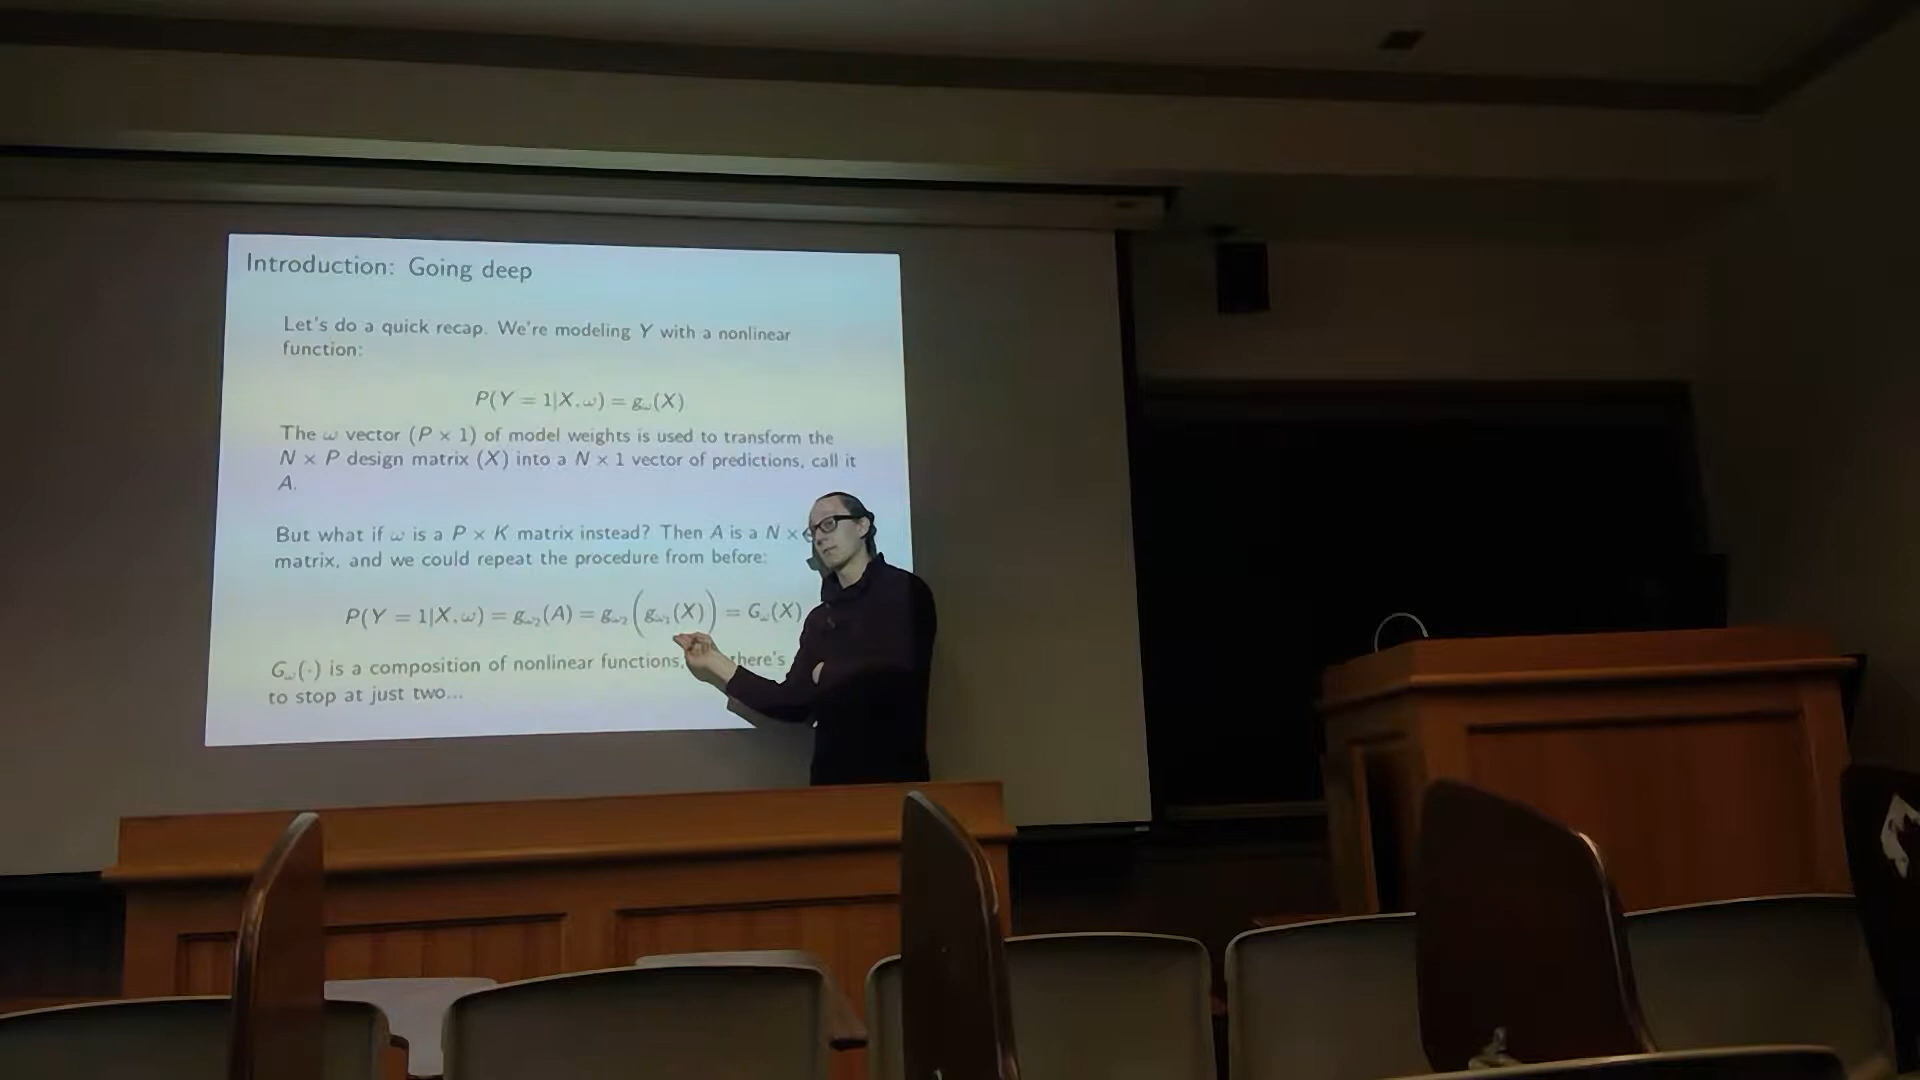 Introduction: Going deep
Let's do a quick recap. We're modeling Y with a nonlinear
function:
P(Y = 1|X, ω) = gω(X)
The ω vector (P × 1) of model weights is used to transform the
N × P design matrix (X) into a N × 1 vector of predictions, call it
A.
But what if ω is a P × K matrix instead? Then A is a N ×
matrix, and we could repeat the procedure from before:
P(Y = 1|X, ω) = gω₂(A) = gω₂(gω₁(X)) = Gω(X)
Gω(·) is a composition of nonlinear functions, there's
to stop at just two...